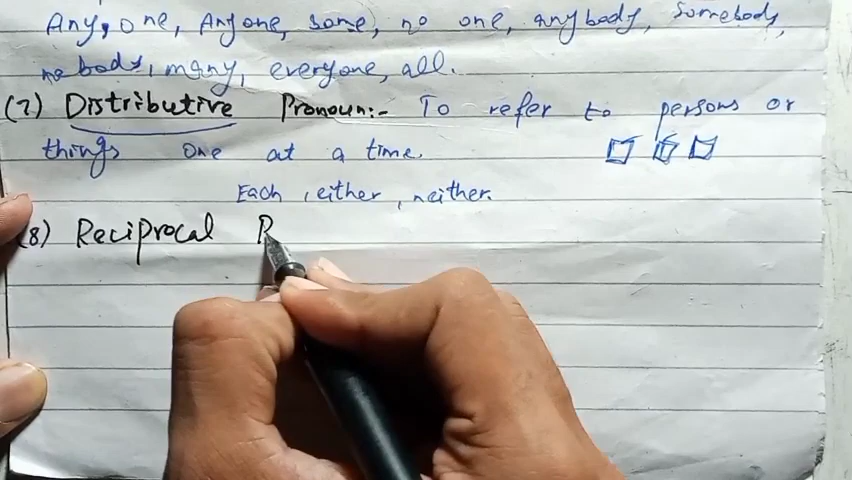 Any, one, Anyone, some, no one, anybody, Somebody,
nobody, many, everyone, all.
(7) Distributive Pronoun:- To refer to persons or
things one at a time.
Each, either, neither.
(8) Reciprocal P